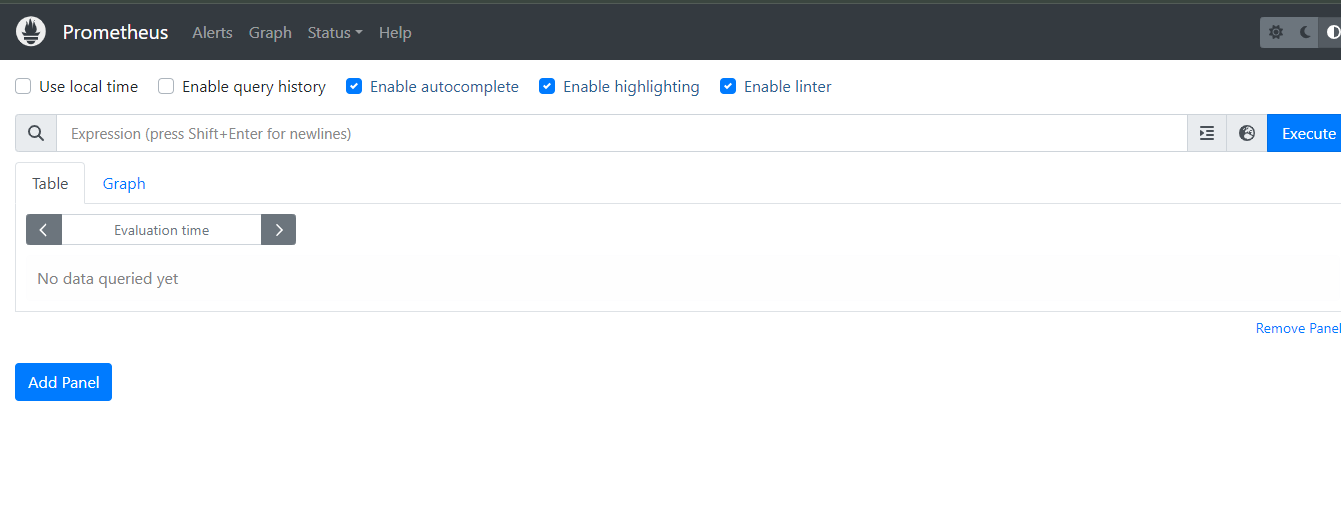 Prometheus Alerts Graph Status Help
Use local time Enable query history Enable autocomplete Enable highlighting Enable linter
Expression (press Shift+Enter for newlines) Execute
Table Graph
Evaluation time
No data queried yet
Remove Panel
Add Panel